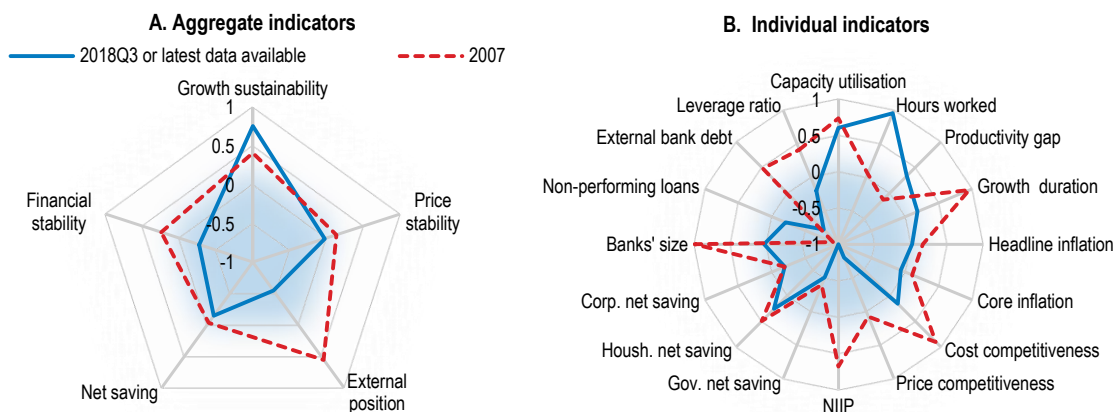 A. Aggregate indicators
2018Q3 or latest data available
2007
Growth sustainability
1
0.5
0
-0.5
-1
Financial
stability
Price
stability
Net saving
External
position
B. Individual indicators
Capacity utilisation
1
0.5
0
-0.5
-1
Leverage ratio
Hours worked
External bank debt
Productivity gap
Non-performing loans
Growth duration
Banks' size
Headline inflation
Corp. net saving
Core inflation
Housh. net saving
Cost competitiveness
Gov. net saving
Price competitiveness
NIIP